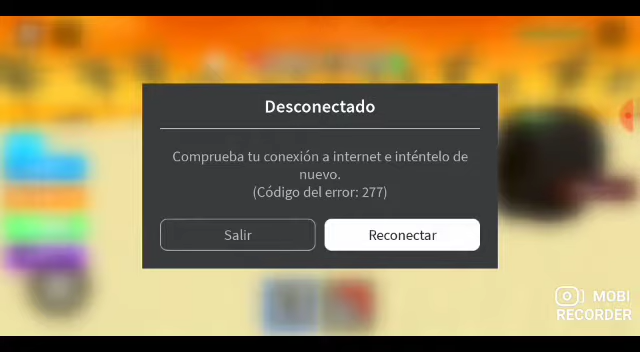 Desconectado
Comprueba tu conexión a internet e inténtelo de
nuevo.
(Código del error: 277)
Salir
Reconectar
MOBI
RECORDER